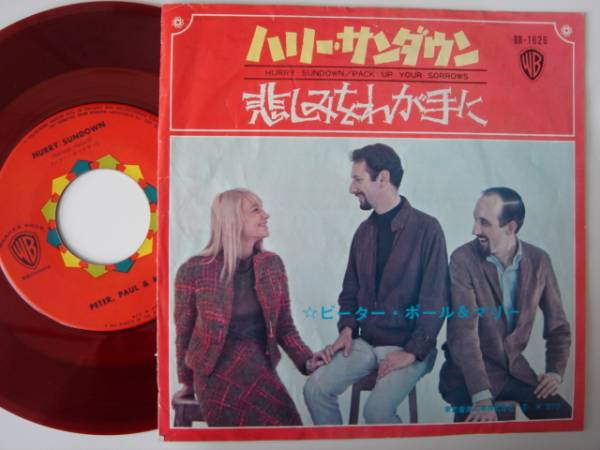 ハリー・サンダウン
BR-1626
WB
HURRY SUNDOWN/PACK UP YOUR SORROWS
悲しみをわが手に
☆ピーター・ポール&マリー
HURRY SUNDOWN
WB
PETER, PAUL &